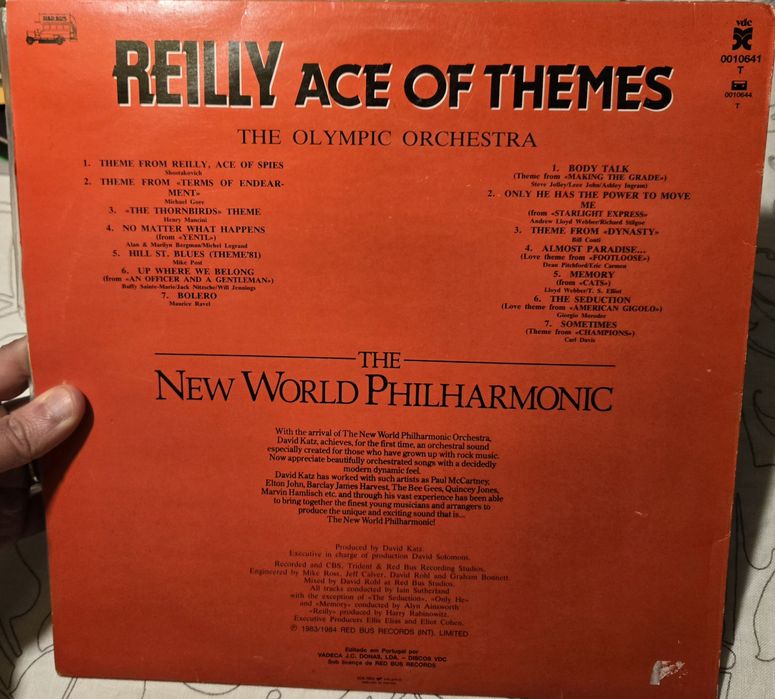 RED BUS
vdc
0010641
T
0010644
T
REILLY ACE OF THEMES
THE OLYMPIC ORCHESTRA
1. THEME FROM REILLY, ACE OF SPIES
Shostakovich
2. THEME FROM «TERMS OF ENDEAR-
MENT»
Michael Gore
3. «THE THORNBIRDS» THEME
Henry Mancini
4. NO MATTER WHAT HAPPENS
(from «YENTL»)
Alan & Marilyn Bergman/Michel Legrand
5. HILL ST. BLUES (THEME'81)
Mike Post
6. UP WHERE WE BELONG
(from «AN OFFICER AND A GENTLEMAN»)
Buffy Sainte-Marie/Jack Nitzsche/Will Jennings
7. BOLERO
Maurice Ravel
1. BODY TALK
(Theme from «MAKING THE GRADE»)
Steve Jolley/Leee John/Ashley Ingram)
2. ONLY HE HAS THE POWER TO MOVE
ME
(from «STARLIGHT EXPRESS»
Andrew Lloyd Webber/Richard Stilgoe
3. THEME FROM «DYNASTY»
Bill Conti
4. ALMOST PARADISE...
(Love theme from «FOOTLOOSE»)
Dean Pitchford/Eric Carmen
5. MEMORY
(from «CATS»)
Lloyd Webber/T. S. Elliot
6. THE SEDUCTION
(Love theme from «AMERICAN GIGOLO»)
Giorgio Moroder
7. SOMETIMES
(Theme from «CHAMPIONS»)
Carl Davis
THE
NEW WORLD PHILHARMONIC
With the arrival of The New World Philharmonic Orchestra,
David Katz, achieves, for the first time, an orchestral sound
especially created for those who have grown up with rock music.
Now appreciate beautifully orchestrated songs with a decidedly
modern dynamic feel.
David Katz has worked with such artists as Paul McCartney,
Elton John, Barclay James Harvest, The Bee Gees, Quincey Jones,
Marvin Hamlisch etc. and through his vast experience has been able
to bring together the finest young musicians and arrangers to
produce the unique and exciting sound that is...
The New World Philharmonic!
Produced by David Katz.
Executive in charge of production David Solomons.
Recorded and CBS, Trident & Red Bus Recording Studios.
Engineered by Mike Ross, Jeff Calver, David Rohl and Graham Bonnett.
Mixed by David Rohl at Red Bus Studios.
All tracks conducted by Iain Sutherland
with the exception of «The Seduction», «Only He»
and «Memory» conducted by Alyn Ainsworth
«Reilly» produced by Harry Rabinowitz.
Executive Producers Ellis Elias and Eliot Cohen.
℗ 1983/1984 RED BUS RECORDS (INT). LIMITED
Editado em Portugal por
VADECA J.C. DONAS, LDA. – DISCOS VDC
Sob licença de RED BUS RECORDS